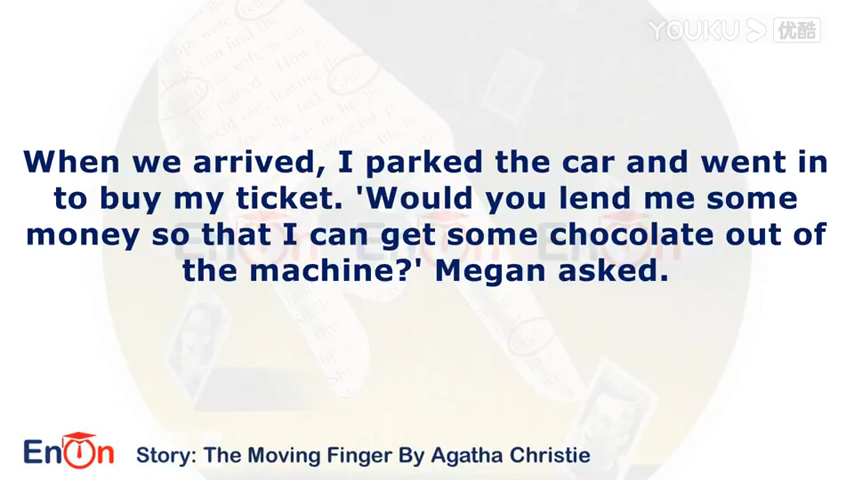 YOUKU 优酷
When we arrived, I parked the car and went in
to buy my ticket. 'Would you lend me some
money so that I can get some chocolate out of
the machine?' Megan asked.
EnOn
Story: The Moving Finger By Agatha Christie